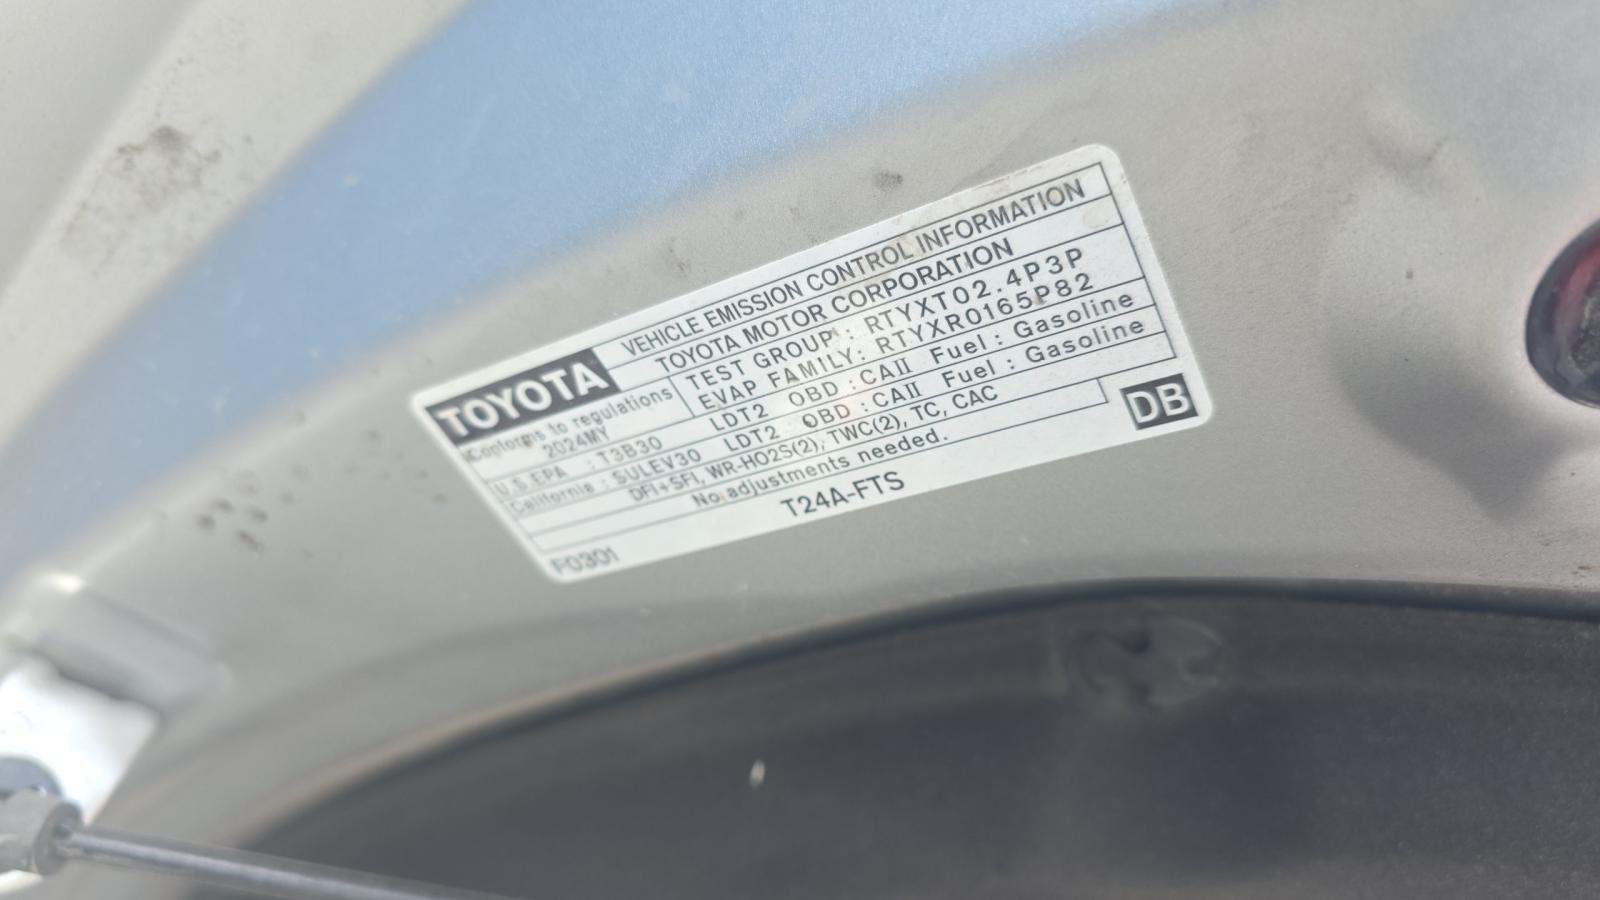 TOYOTA VEHICLE EMISSION CONTROL INFORMATION
TOYOTA MOTOR CORPORATION
Conforms to regulations
2024MY
TEST GROUP : RTYXT02.4P3P
EVAP FAMILY: RTYXR0165P82
U.S.EPA : T3B30 LDT2 OBD : CAII Fuel : Gasoline
California : SULEV30 LDT2 OBD : CAII Fuel : Gasoline
DFI+SFI, WR-HO2S(2), TWC(2), TC, CAC
No adjustments needed.
DB
T24A-FTS
F0301